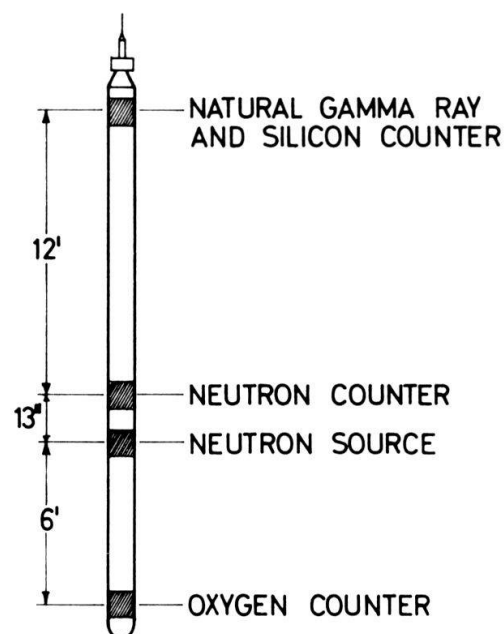 NATURAL GAMMA RAY
AND SILICON COUNTER
12'
NEUTRON COUNTER
13"
NEUTRON SOURCE
6'
OXYGEN COUNTER